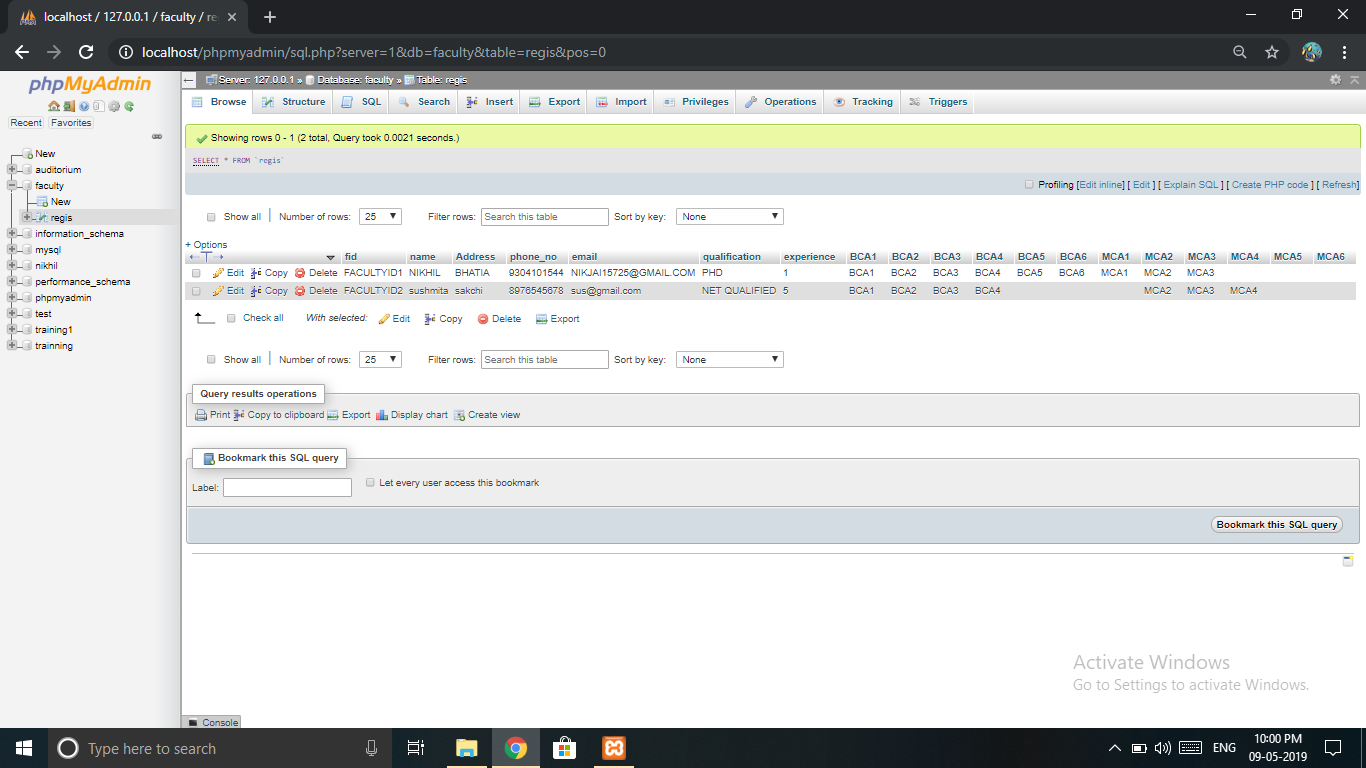 localhost / 127.0.0.1 / faculty / re
localhost/phpmyadmin/sql.php?server=1&db=faculty&table=regis&pos=0
phpMyAdmin
Recent Favorites
New
auditorium
faculty
New
regis
information_schema
mysql
nikhil
performance_schema
phpmyadmin
test
training1
trainning
Server: 127.0.0.1 » Database: faculty » Table: regis
Browse Structure SQL Search Insert Export Import Privileges Operations Tracking Triggers
Showing rows 0 - 1 (2 total, Query took 0.0021 seconds.)
SELECT * FROM `regis`
Profiling [Edit inline] [ Edit ] [ Explain SQL ] [ Create PHP code ] [ Refresh]
Show all Number of rows: 25 Filter rows: Search this table Sort by key: None
+ Options
fid name Address phone_no email qualification experience BCA1 BCA2 BCA3 BCA4 BCA5 BCA6 MCA1 MCA2 MCA3 MCA4 MCA5 MCA6
Edit Copy Delete FACULTYID1 NIKHIL BHATIA 9304101544 NIKJAI15725@GMAIL.COM PHD 1 BCA1 BCA2 BCA3 BCA4 BCA5 BCA6 MCA1 MCA2 MCA3
Edit Copy Delete FACULTYID2 sushmita sakchi 8976545678 sus@gmail.com NET QUALIFIED 5 BCA1 BCA2 BCA3 BCA4 MCA2 MCA3 MCA4
Check all With selected: Edit Copy Delete Export
Show all Number of rows: 25 Filter rows: Search this table Sort by key: None
Query results operations
Print Copy to clipboard Export Display chart Create view
Bookmark this SQL query
Label: Let every user access this bookmark
Bookmark this SQL query
Activate Windows
Go to Settings to activate Windows.
Console
Type here to search
ENG
10:00 PM
09-05-2019